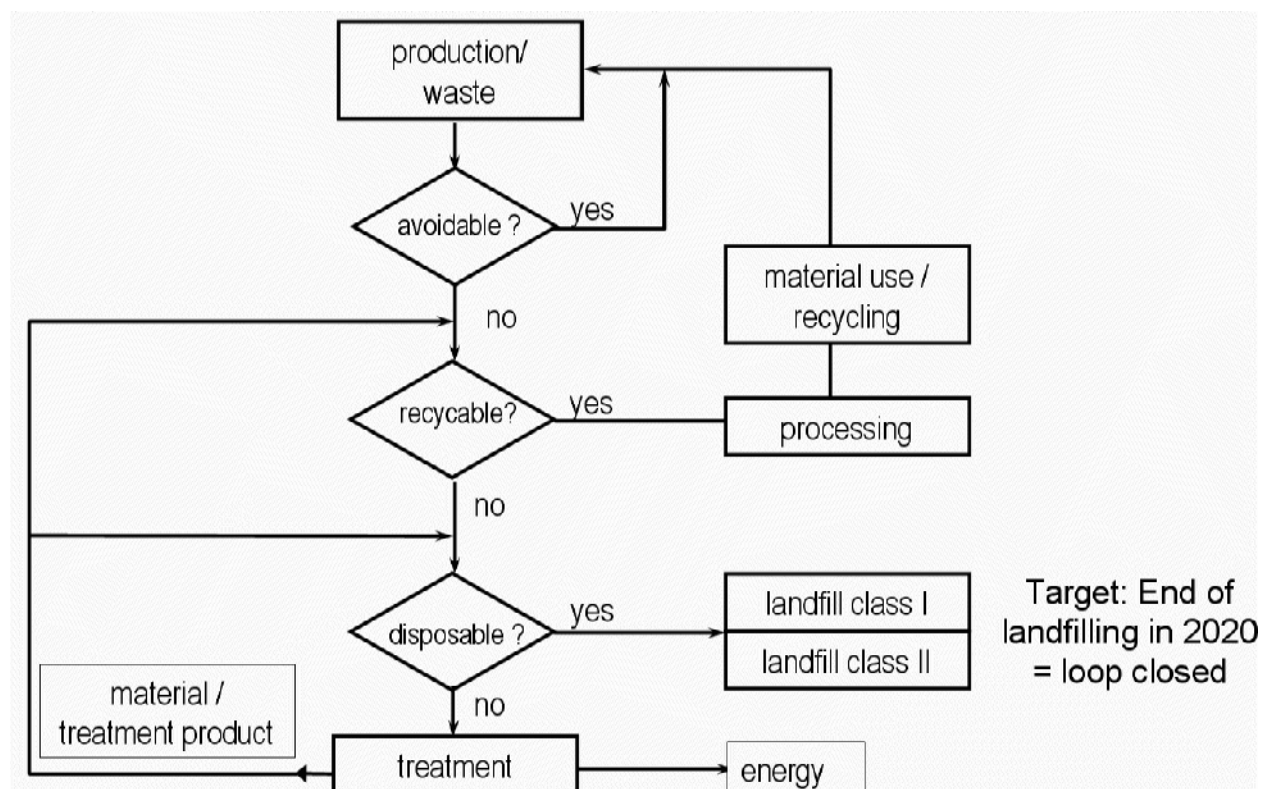 production/
waste
avoidable ?
yes
no
material use /
recycling
recycable?
yes
processing
no
disposable ?
yes
landfill class I
landfill class II
Target: End of
landfilling in 2020
= loop closed
no
material /
treatment product
treatment
energy